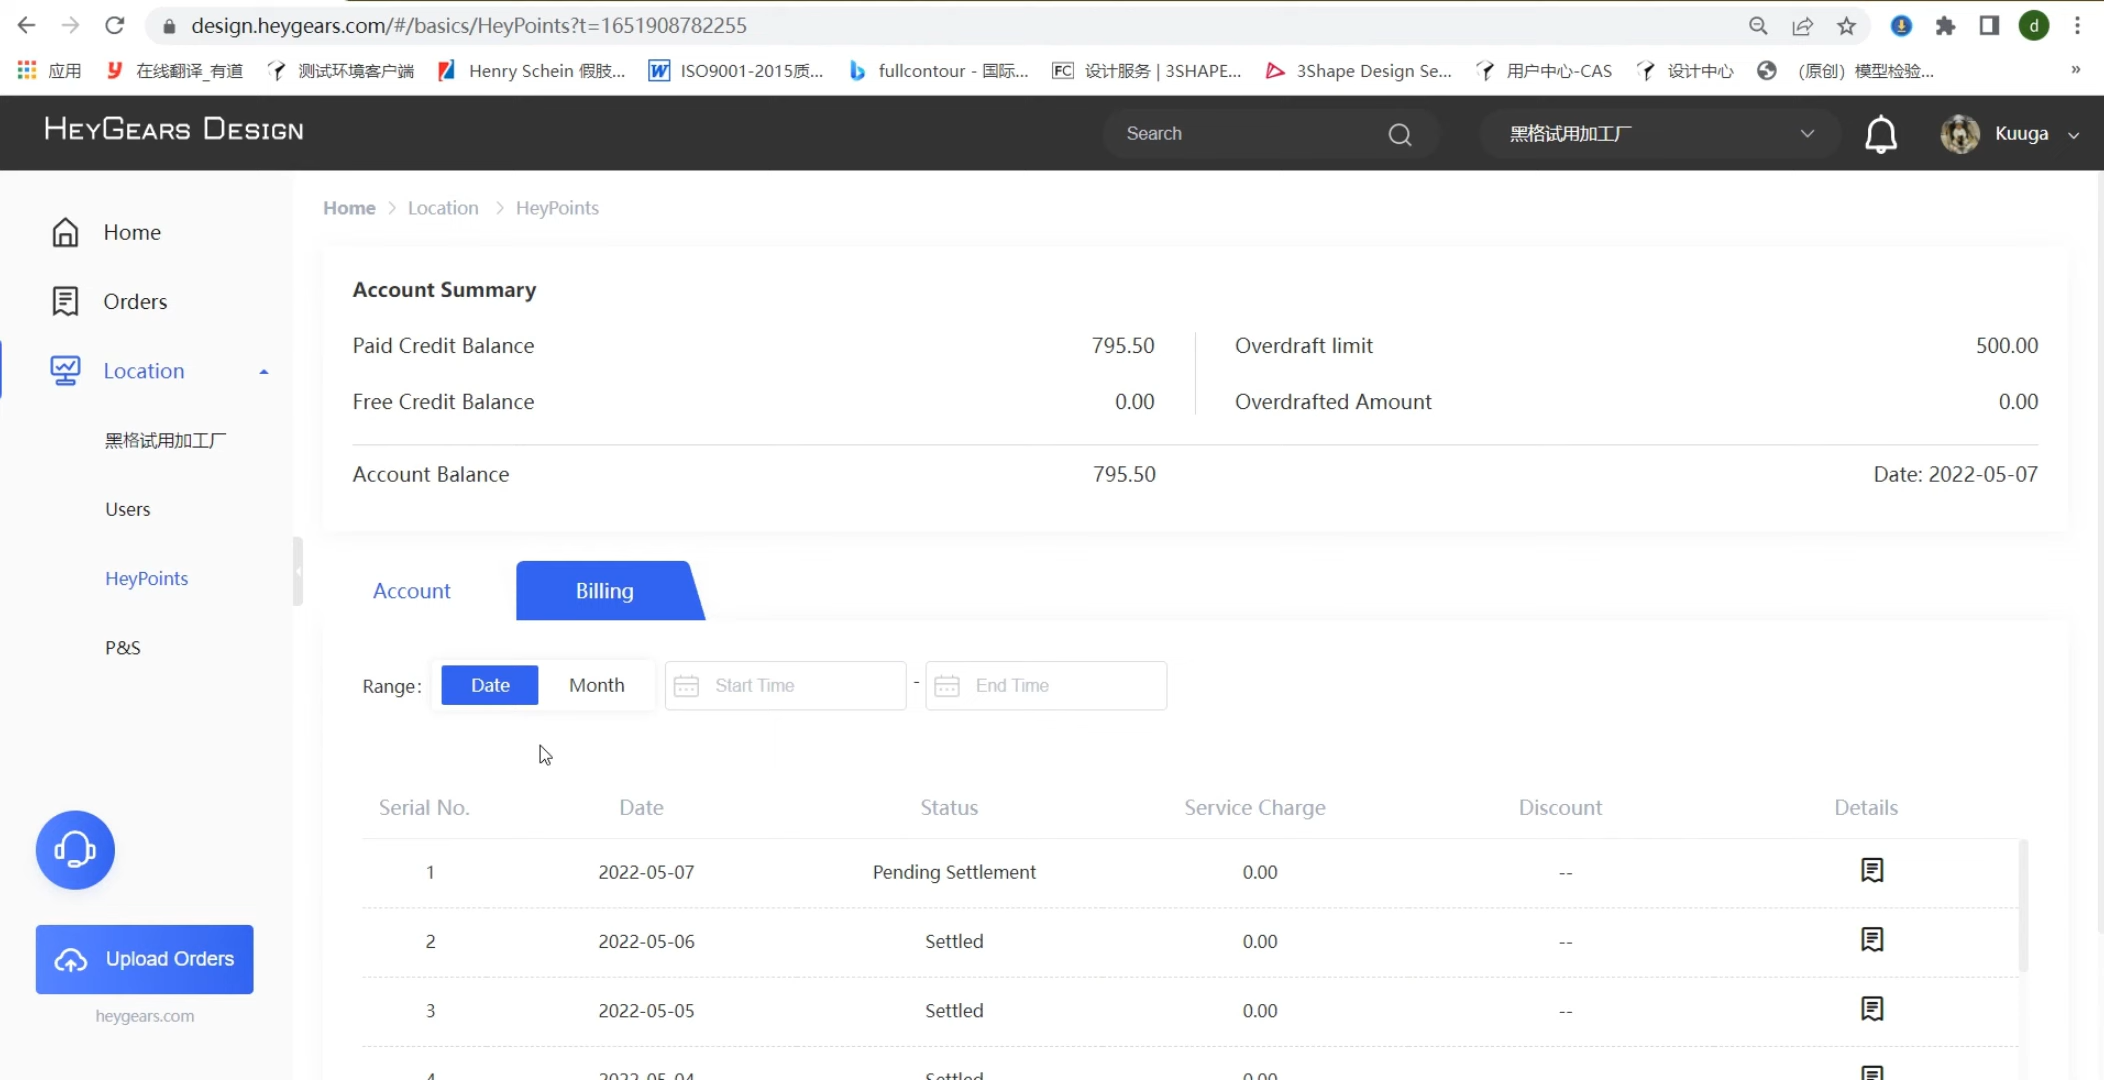 design.heygears.com/#/basics/HeyPoints?t=1651908782255
d
应用 在线翻译_有道 测试环境客户端 Henry Schein 假肢... W ISO9001-2015质... fullcontour - 国际... FC 设计服务 | 3SHAPE... 3Shape Design Se... 用户中心-CAS 设计中心 (原创) 模型检验... »
HEYGEARS DESIGN
Search
黑格试用加工厂
Kuuga
Home
Orders
Location
黑格试用加工厂
Users
HeyPoints
P&S
Upload Orders
heygears.com
Home > Location > HeyPoints
Account Summary
Paid Credit Balance 795.50 Overdraft limit 500.00
Free Credit Balance 0.00 Overdrafted Amount 0.00
Account Balance 795.50 Date: 2022-05-07
Account Billing
Range: Date Month Start Time - End Time
Serial No. Date Status Service Charge Discount Details
1 2022-05-07 Pending Settlement 0.00 --
2 2022-05-06 Settled 0.00 --
3 2022-05-05 Settled 0.00 --
4 2022-05-04 Settled 0.00